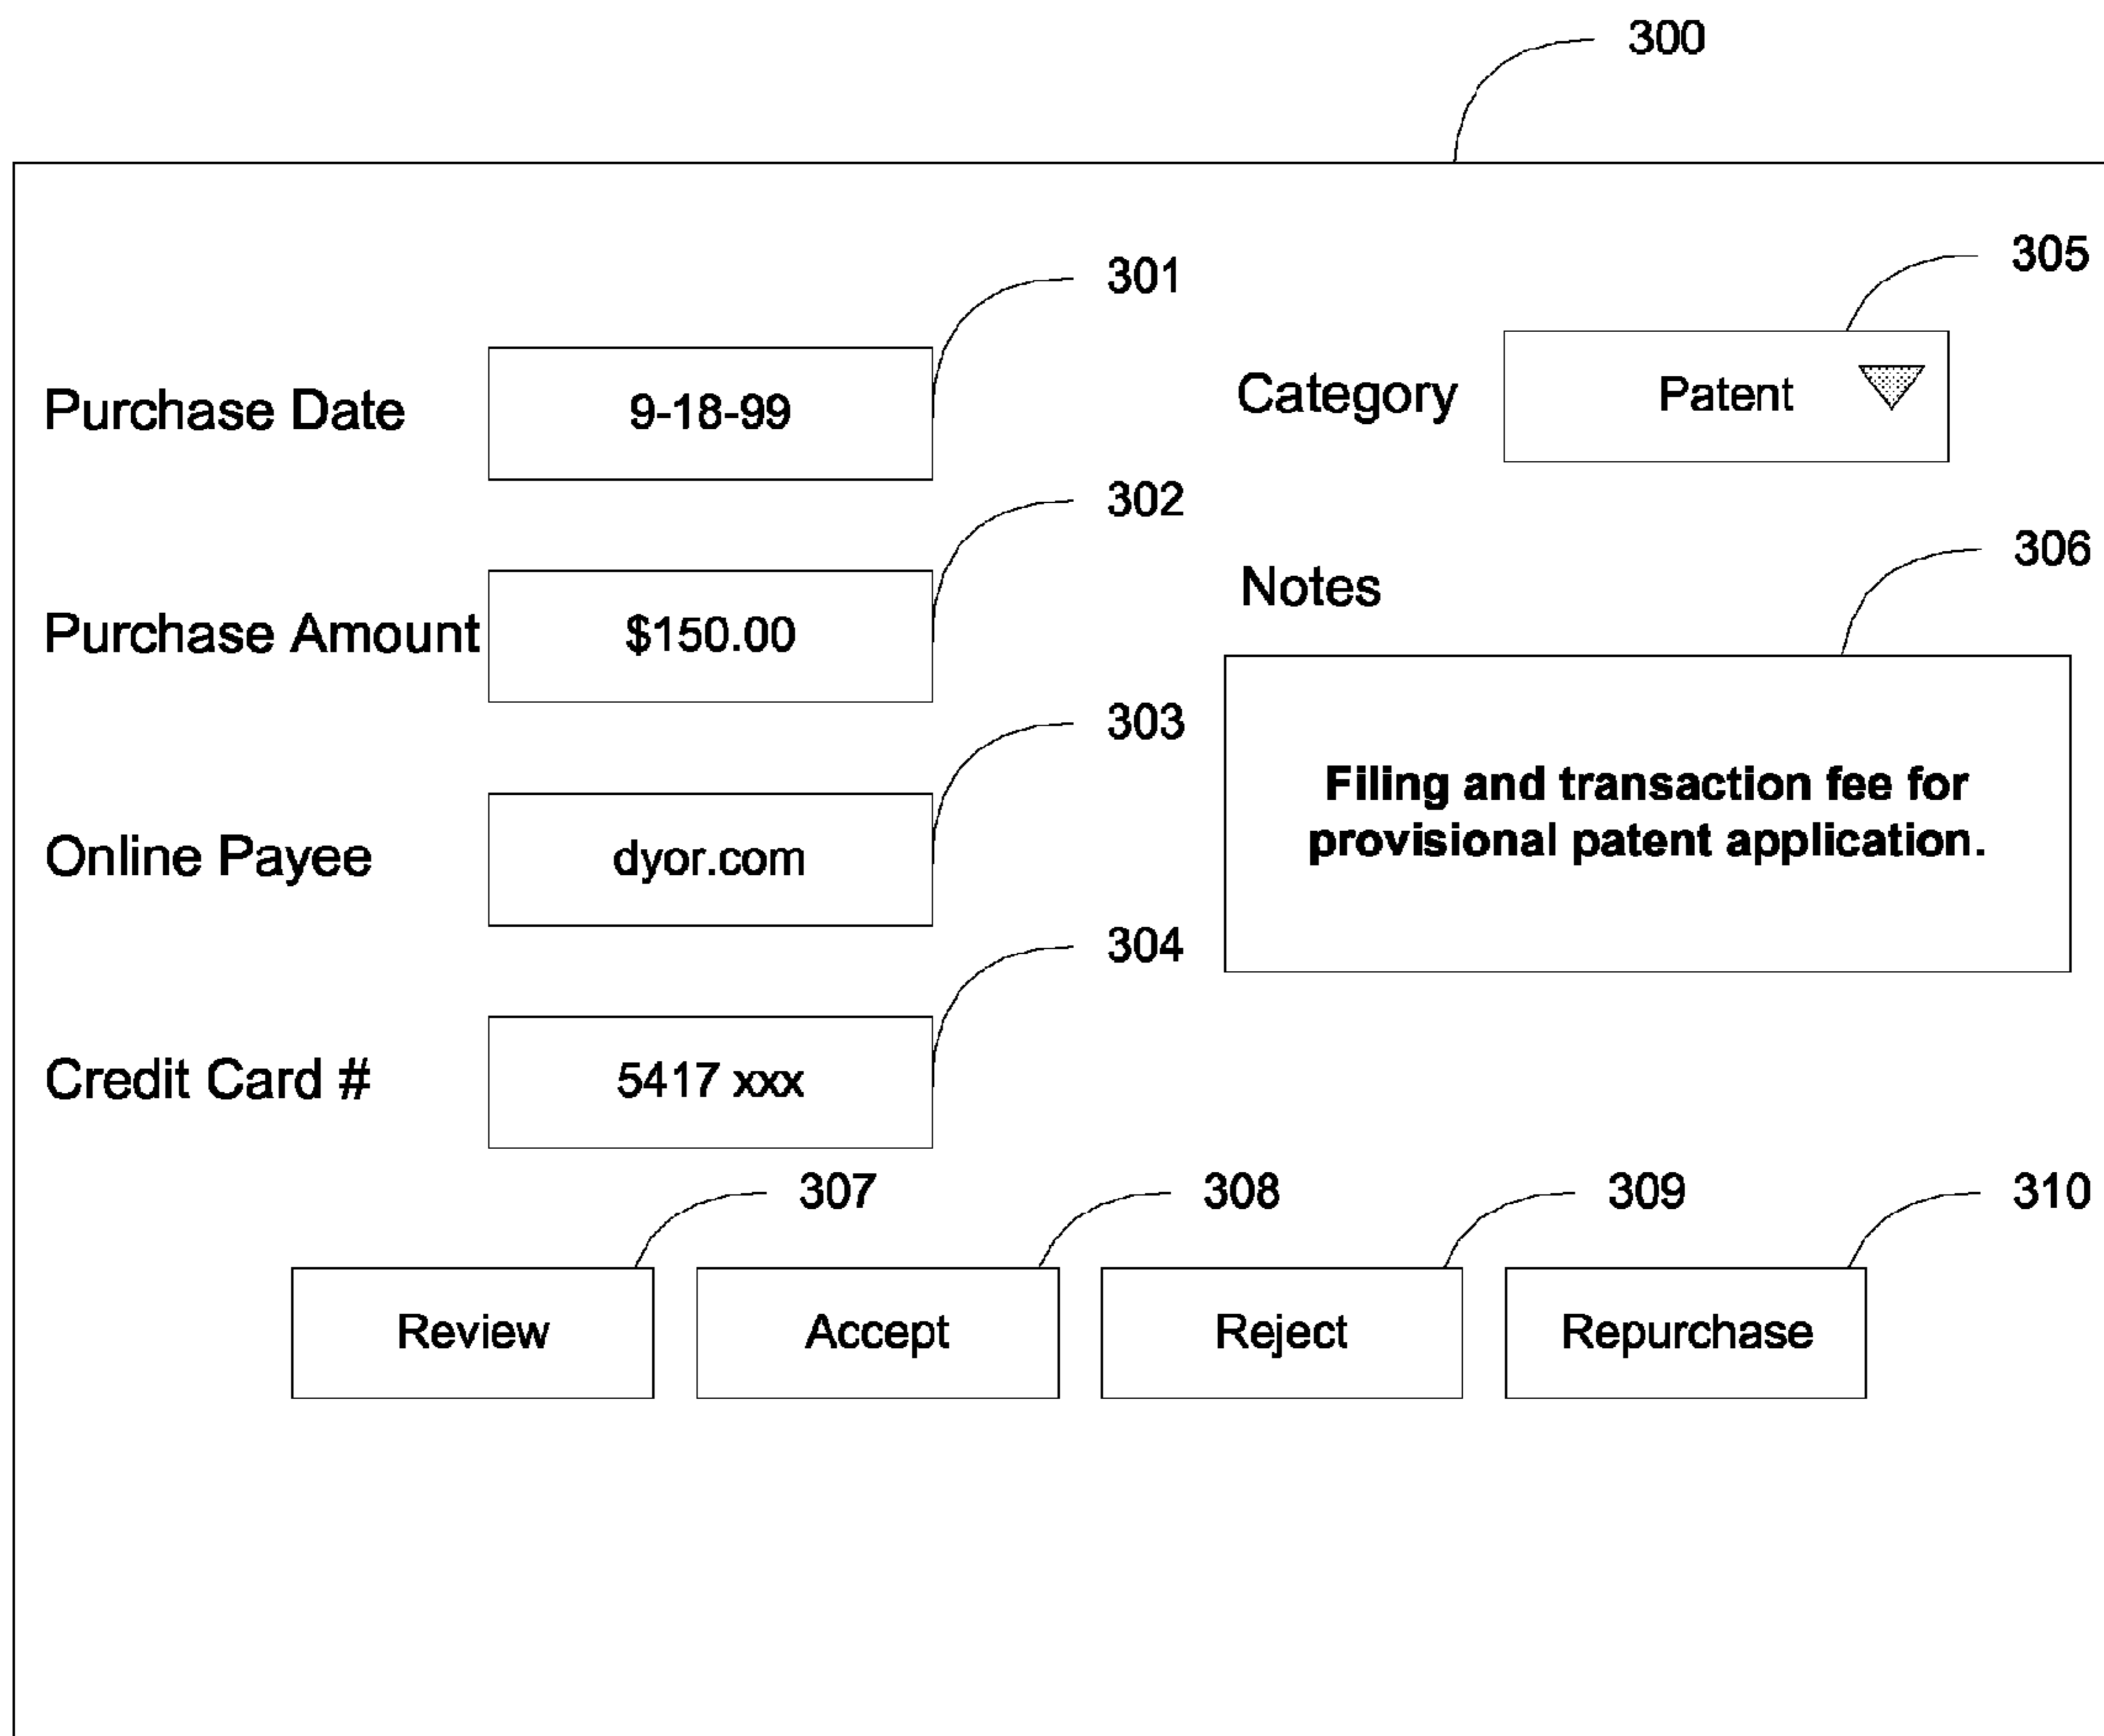 300
301
305
Purchase Date
9-18-99
Category
Patent
302
306
Notes
Purchase Amount
$150.00
303
Filing and transaction fee for
provisional patent application.
Online Payee
dyor.com
304
Credit Card #
5417 xxx
307
308
309
310
Review
Accept
Reject
Repurchase